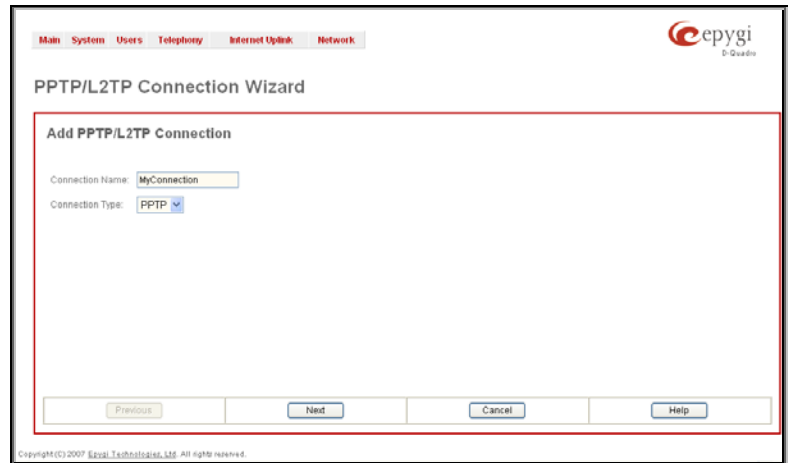 Main System Users Telephony Internet Uplink Network
epygi
D-Quadro
PPTP/L2TP Connection Wizard
Add PPTP/L2TP Connection
Connection Name: MyConnection
Connection Type: PPTP
Previous Next Cancel Help
Copyright (C) 2007 Epygi Technologies, Ltd. All rights reserved.